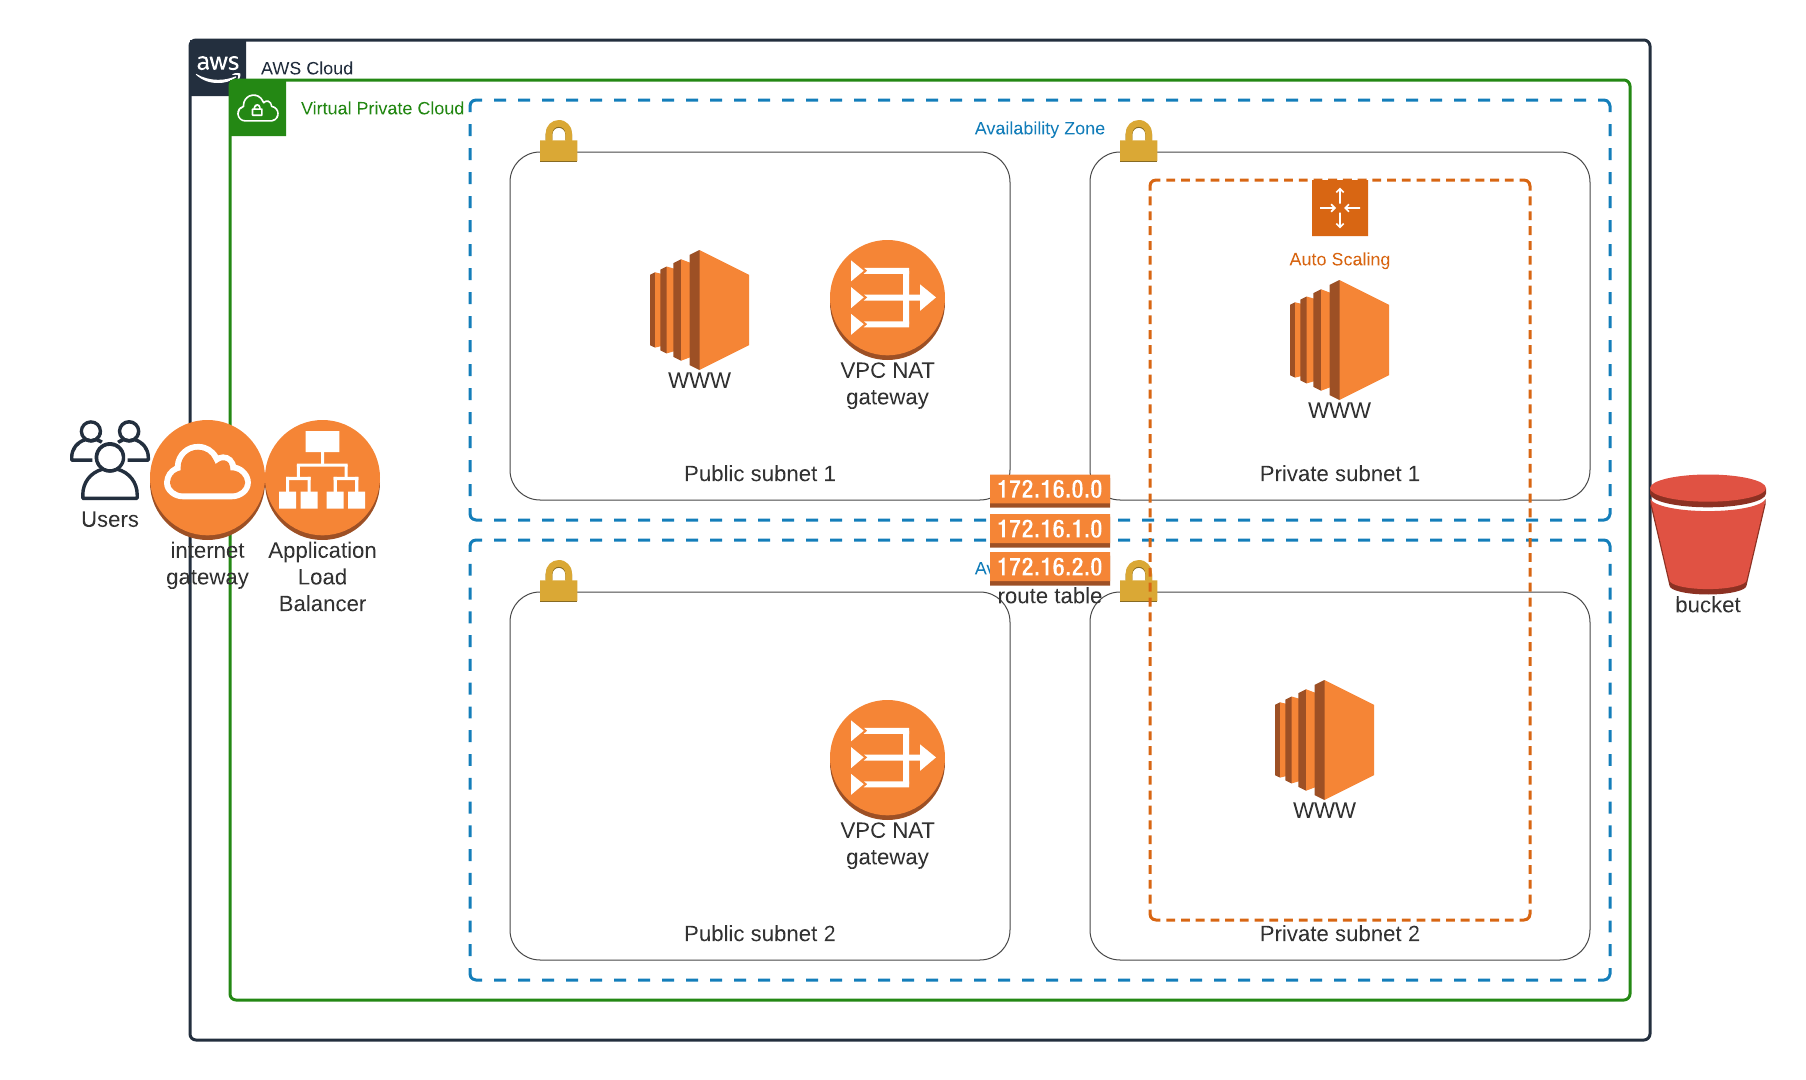 aws
AWS Cloud
Virtual Private Cloud
Availability Zone
Auto Scaling
WWW
VPC NAT
gateway
WWW
Public subnet 1
Private subnet 1
Users
internet
gateway
Application
Load
Balancer
172.16.0.0
172.16.1.0
172.16.2.0
route table
bucket
VPC NAT
gateway
WWW
Public subnet 2
Private subnet 2